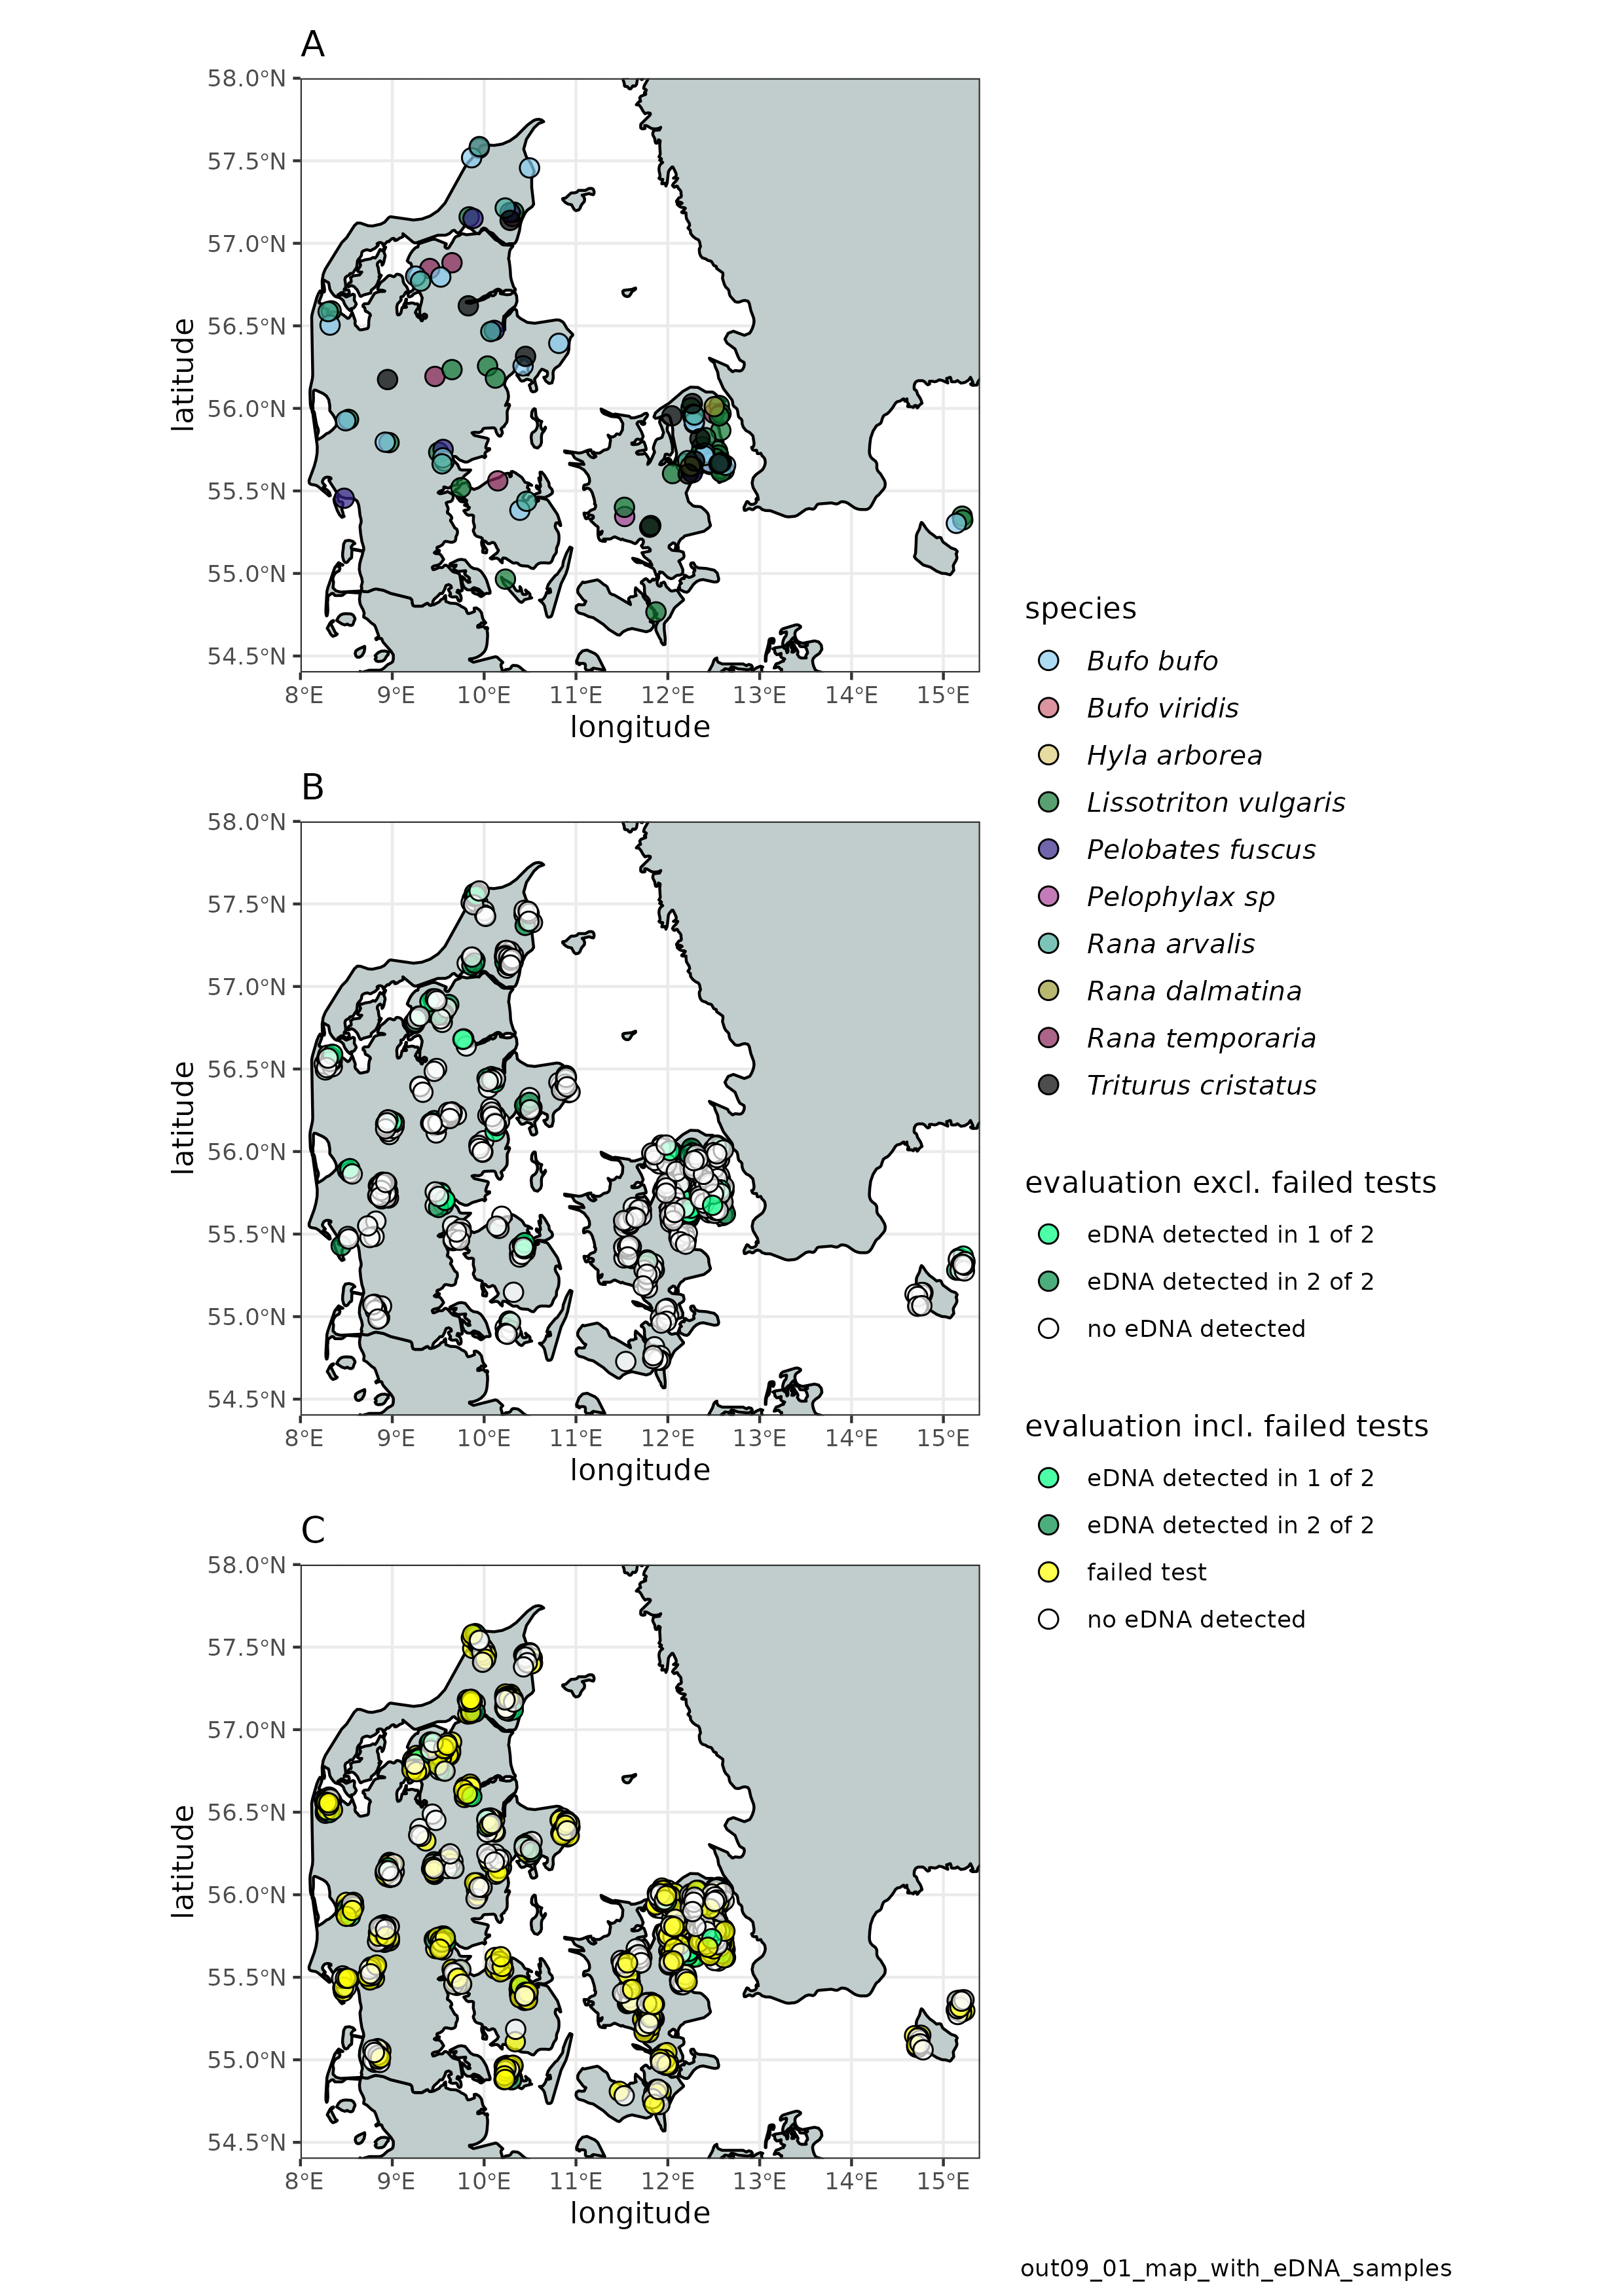 A
58.0°N
57.5°N
57.0°N
56.5°N
56.0°N
55.5°N
55.0°N
54.5°N
latitude
8°E 9°E 10°E 11°E 12°E 13°E 14°E 15°E
longitude
B
58.0°N
57.5°N
57.0°N
56.5°N
56.0°N
55.5°N
55.0°N
54.5°N
latitude
8°E 9°E 10°E 11°E 12°E 13°E 14°E 15°E
longitude
C
58.0°N
57.5°N
57.0°N
56.5°N
56.0°N
55.5°N
55.0°N
54.5°N
latitude
8°E 9°E 10°E 11°E 12°E 13°E 14°E 15°E
longitude
species
Bufo bufo
Bufo viridis
Hyla arborea
Lissotriton vulgaris
Pelobates fuscus
Pelophylax sp
Rana arvalis
Rana dalmatina
Rana temporaria
Triturus cristatus
evaluation excl. failed tests
eDNA detected in 1 of 2
eDNA detected in 2 of 2
no eDNA detected
evaluation incl. failed tests
eDNA detected in 1 of 2
eDNA detected in 2 of 2
failed test
no eDNA detected
out09_01_map_with_eDNA_samples